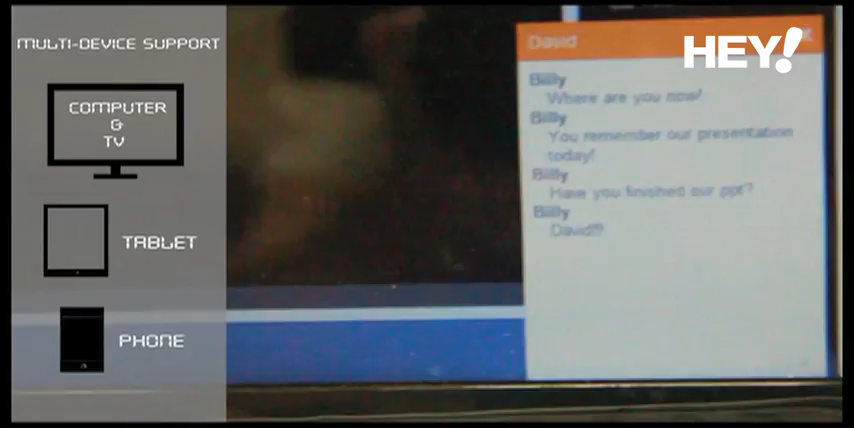 MULTI-DEVICE SUPPORT
COMPUTER
&
TV
TABLET
PHONE
HEY!
David
Billy
Where are you now!
Billy
You remember our presentation
today!
Billy
Have you finished our ppt?
Billy
David!!!